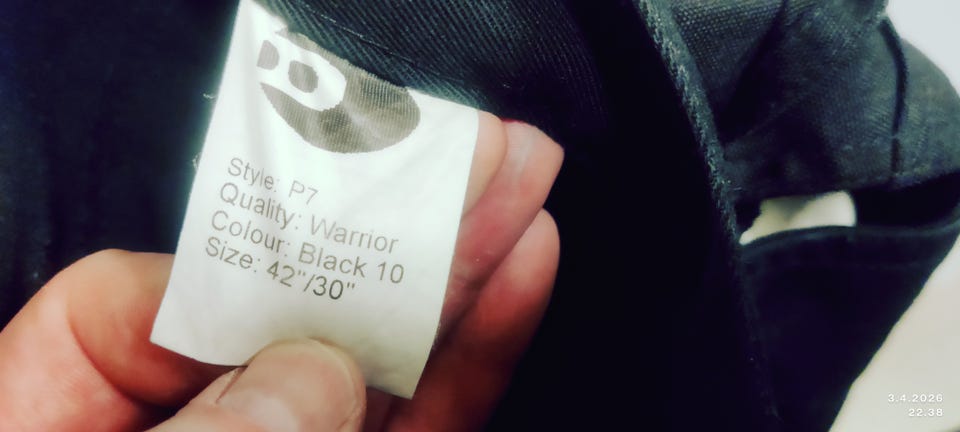 Style: P7
Quality: Warrior
Colour: Black 10
Size: 42"/30"
3.4.2026
22.38